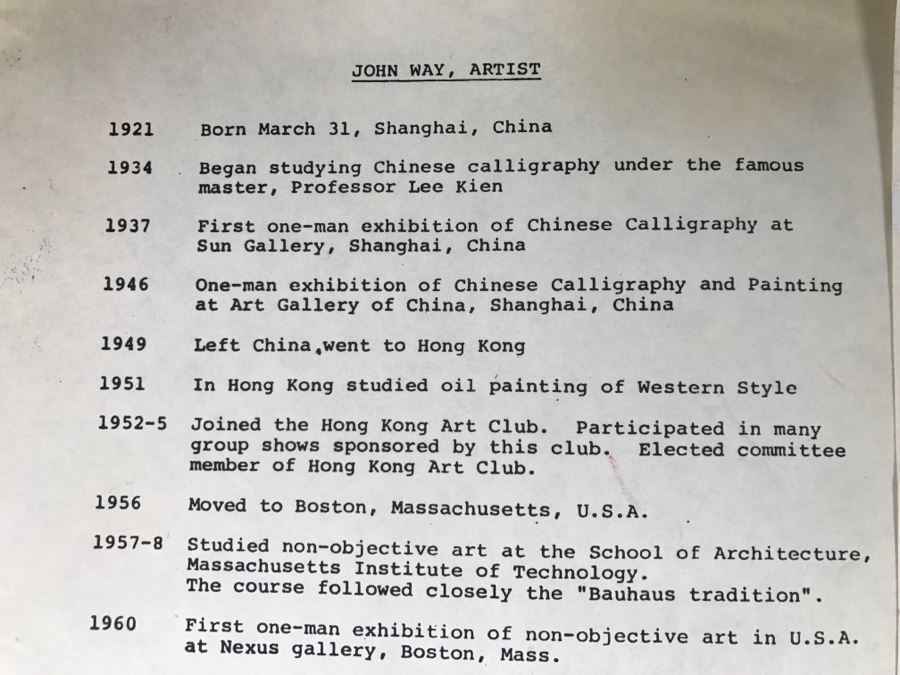 JOHN WAY, ARTIST
1921 Born March 31, Shanghai, China
1934 Began studying Chinese calligraphy under the famous
master, Professor Lee Kien
1937 First one-man exhibition of Chinese Calligraphy at
Sun Gallery, Shanghai, China
1946 One-man exhibition of Chinese Calligraphy and Painting
at Art Gallery of China, Shanghai, China
1949 Left China,went to Hong Kong
1951 In Hong Kong studied oil painting of Western Style
1952-5 Joined the Hong Kong Art Club. Participated in many
group shows sponsored by this club. Elected committee
member of Hong Kong Art Club.
1956 Moved to Boston, Massachusetts, U.S.A.
1957-8 Studied non-objective art at the School of Architecture,
Massachusetts Institute of Technology.
The course followed closely the "Bauhaus tradition".
1960 First one-man exhibition of non-objective art in U.S.A.
at Nexus gallery, Boston, Mass.